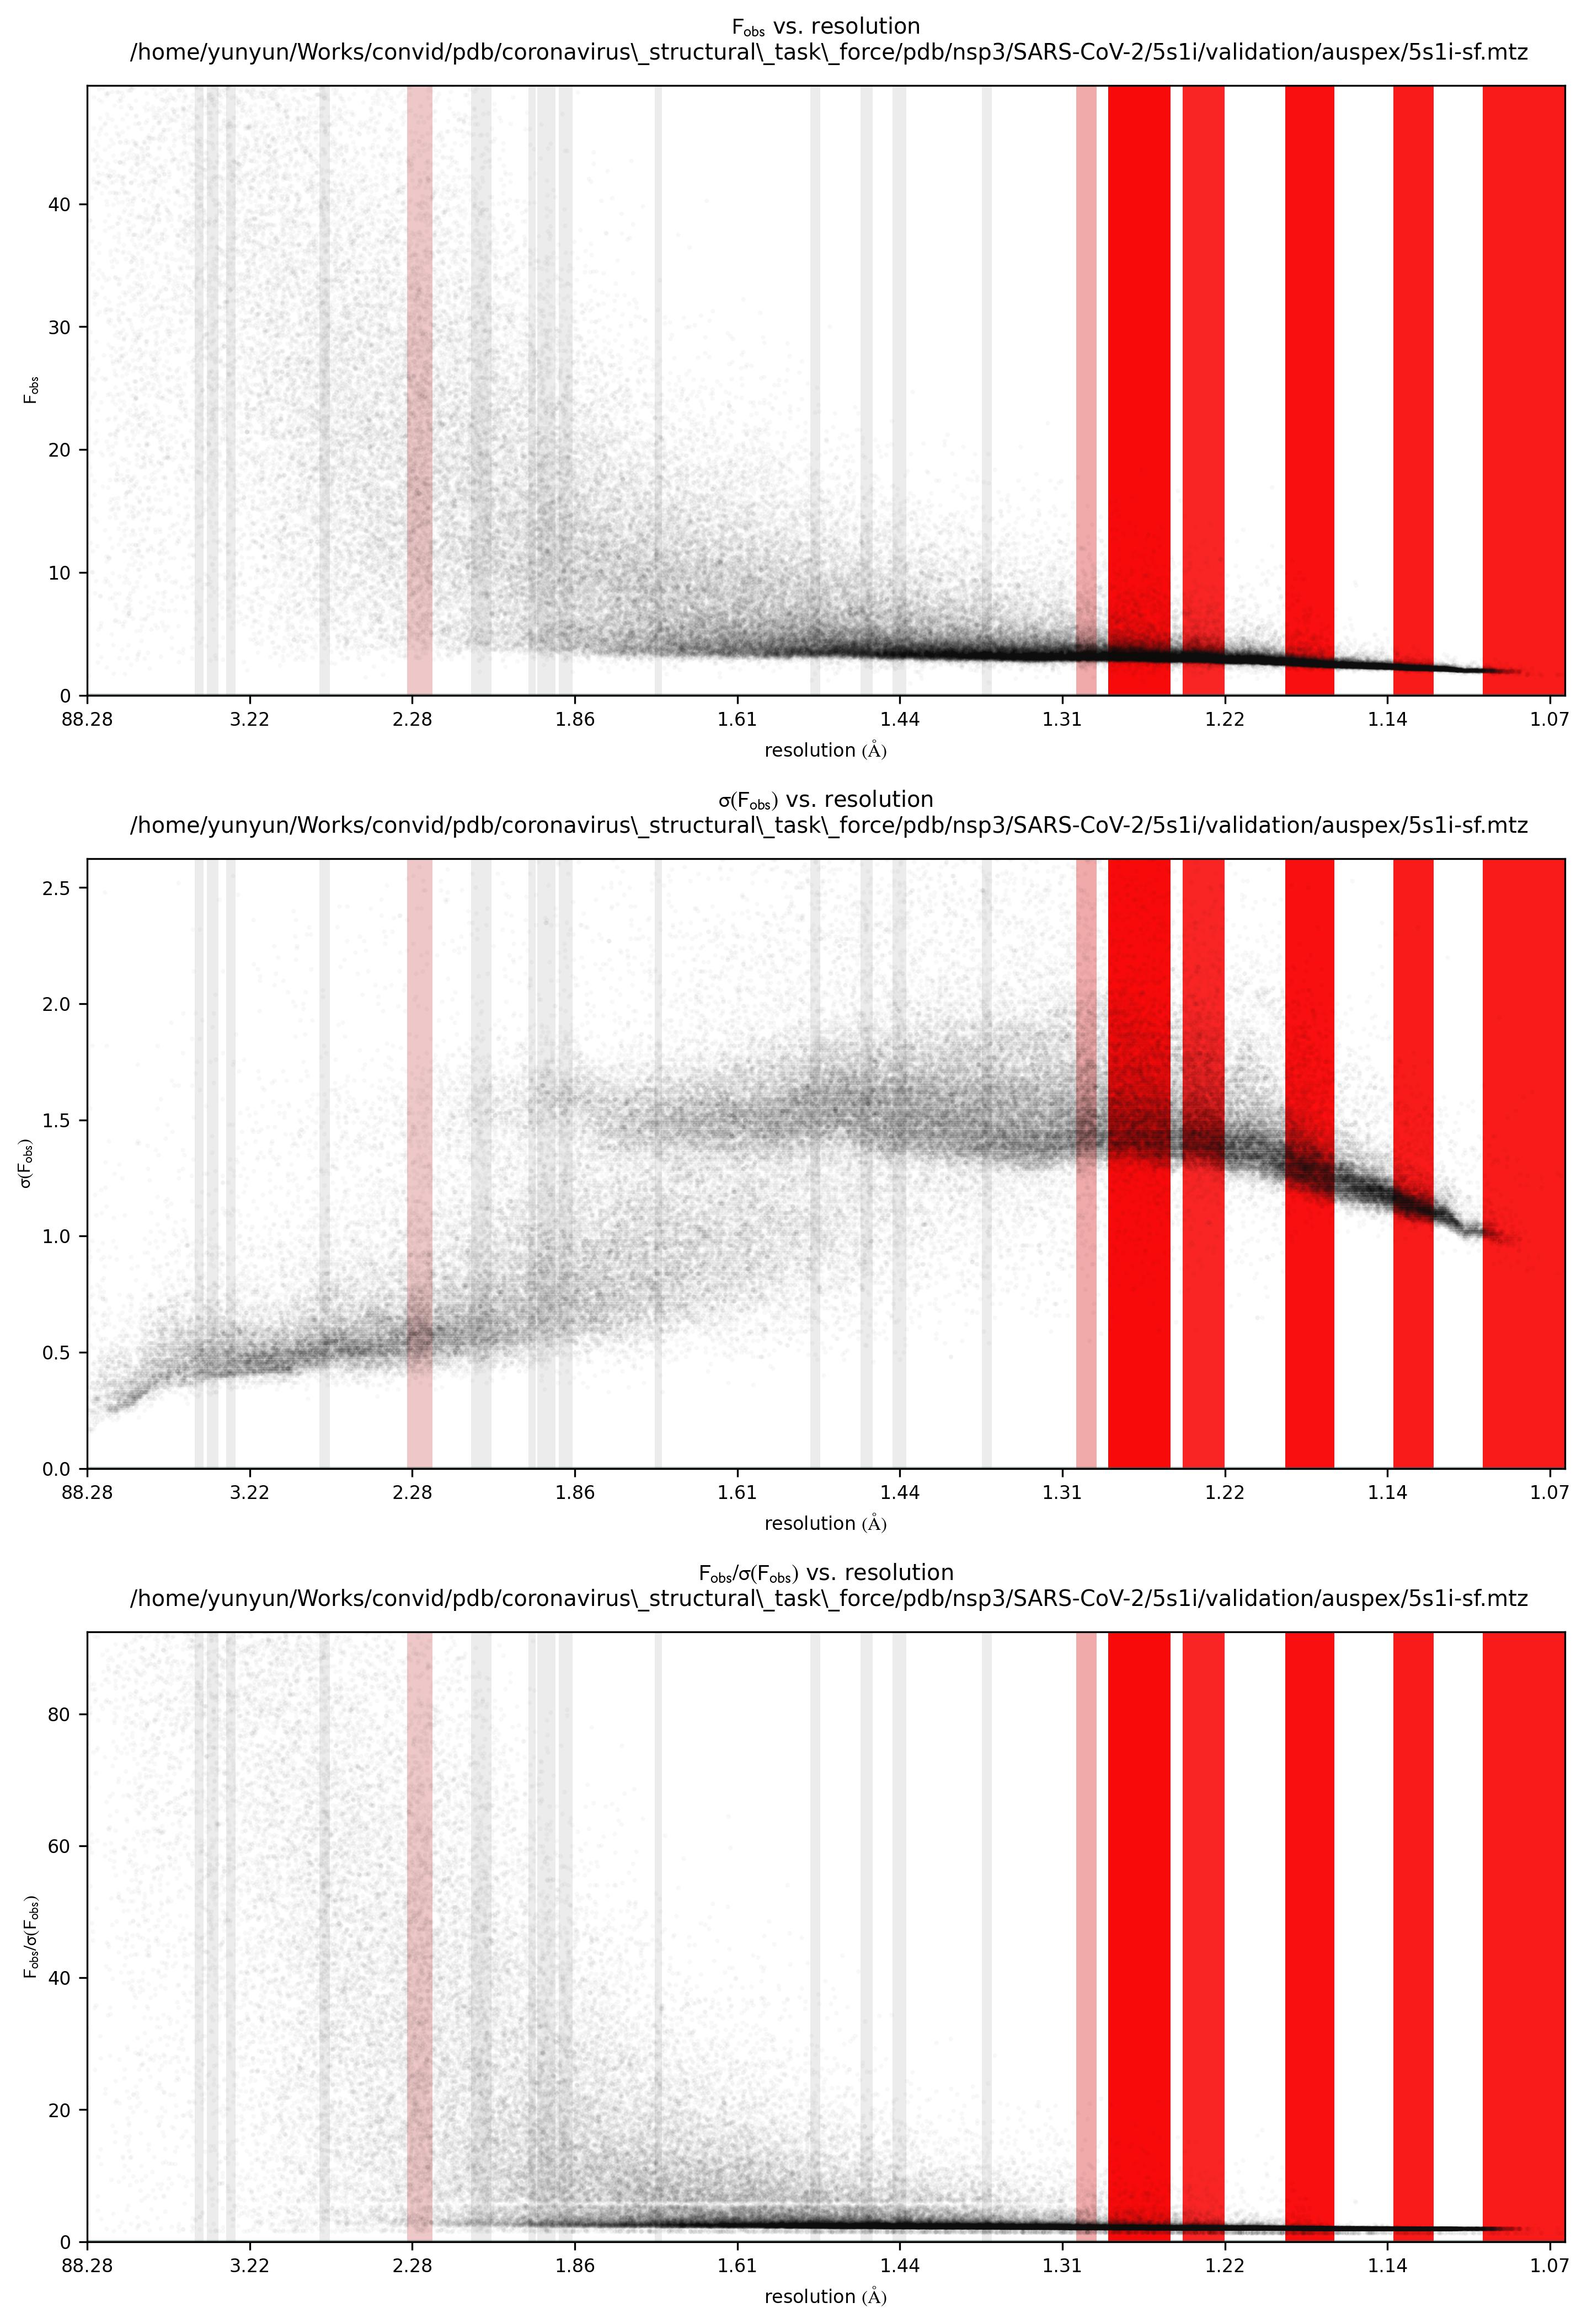 Fobs vs. resolution
/home/yunyun/Works/convid/pdb/coronavirus\_structural\_task\_force/pdb/nsp3/SARS-CoV-2/5s1i/validation/auspex/5s1i-sf.mtz
Fobs
40
30
20
10
0
88.28 3.22 2.28 1.86 1.61 1.44 1.31 1.22 1.14 1.07
resolution (Å)
σ(Fobs) vs. resolution
/home/yunyun/Works/convid/pdb/coronavirus\_structural\_task\_force/pdb/nsp3/SARS-CoV-2/5s1i/validation/auspex/5s1i-sf.mtz
σ(Fobs)
2.5
2.0
1.5
1.0
0.5
0.0
88.28 3.22 2.28 1.86 1.61 1.44 1.31 1.22 1.14 1.07
resolution (Å)
Fobs/σ(Fobs) vs. resolution
/home/yunyun/Works/convid/pdb/coronavirus\_structural\_task\_force/pdb/nsp3/SARS-CoV-2/5s1i/validation/auspex/5s1i-sf.mtz
Fobs/σ(Fobs)
80
60
40
20
0
88.28 3.22 2.28 1.86 1.61 1.44 1.31 1.22 1.14 1.07
resolution (Å)